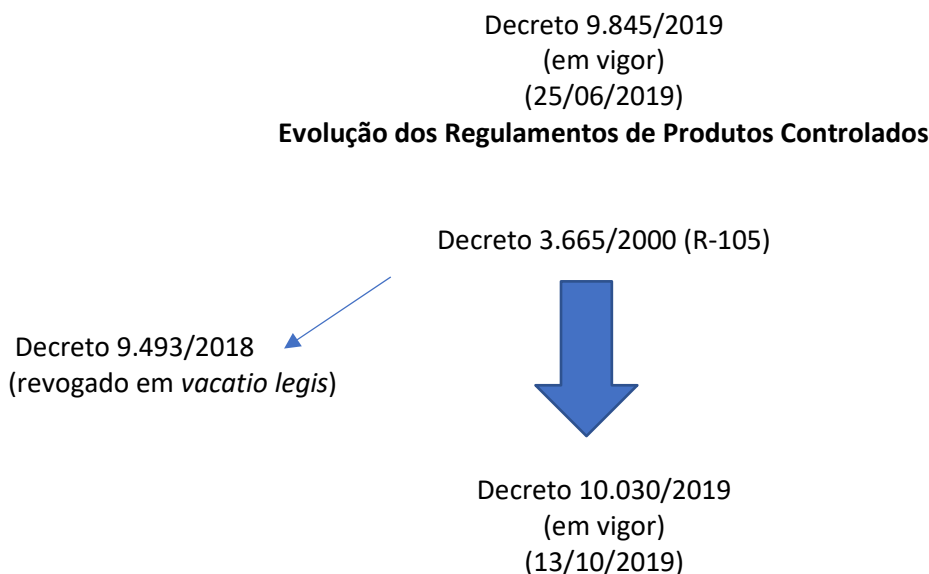 Decreto 9.845/2019
(em vigor)
(25/06/2019)
Evolução dos Regulamentos de Produtos Controlados
Decreto 3.665/2000 (R-105)
Decreto 9.493/2018
(revogado em vacatio legis)
Decreto 10.030/2019
(em vigor)
(13/10/2019)